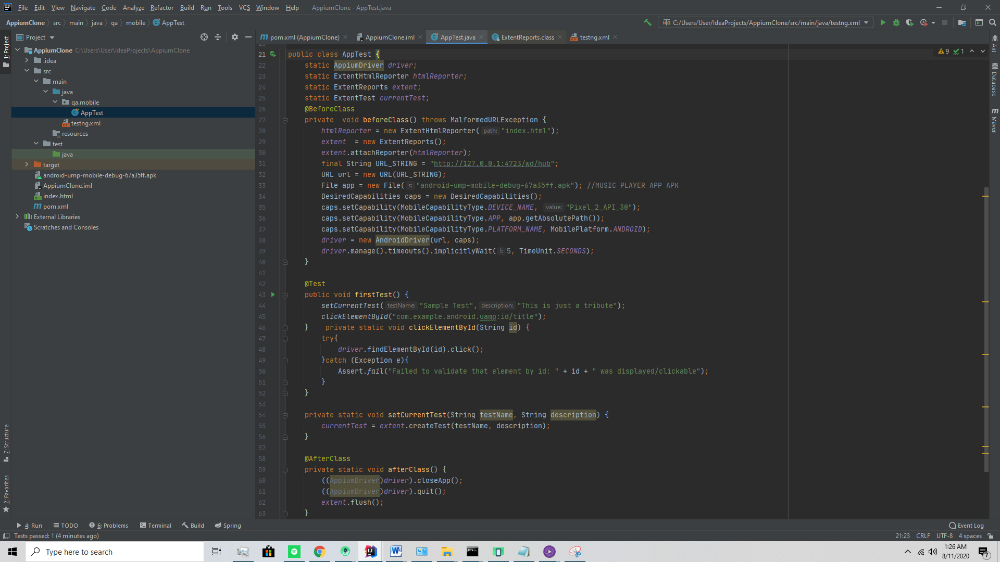 File Edit View Navigate Code Analyze Refactor Build Run Tools VCS Window Help AppiumClone - AppTest.java
AppiumClone src main java qa mobile AppTest C:/Users/User/IdeaProjects/AppiumClone/src/main/java/testng.xml
Project
pom.xml (AppiumClone) AppiumClone.iml AppTest.java ExtentReports.class testng.xml
1: Project
AppiumClone C:\Users\User\IdeaProjects\AppiumClone
.idea
src
main
java
qa.mobile
AppTest
testng.xml
resources
test
java
target
android-ump-mobile-debug-67a35ff.apk
AppiumClone.iml
index.html
pom.xml
External Libraries
Scratches and Consoles
7: Structure
2: Favorites
9 1
21 public class AppTest {
22 static AppiumDriver driver;
23 static ExtentHtmlReporter htmlReporter;
24 static ExtentReports extent;
25 static ExtentTest currentTest;
26 @BeforeClass
27 private  void beforeClass() throws MalformedURLException {
28 htmlReporter = new ExtentHtmlReporter( path: "index.html");
29 extent  = new ExtentReports();
30 extent.attachReporter(htmlReporter);
31 final String URL_STRING = "http://127.0.0.1:4723/wd/hub";
32 URL url = new URL(URL_STRING);
33 File app = new File( s: "android-ump-mobile-debug-67a35ff.apk"); //MUSIC PLAYER APP APK
34 DesiredCapabilities caps = new DesiredCapabilities();
35 caps.setCapability(MobileCapabilityType.DEVICE_NAME, value: "Pixel_2_API_30");
36 caps.setCapability(MobileCapabilityType.APP, app.getAbsolutePath());
37 caps.setCapability(MobileCapabilityType.PLATFORM_NAME, MobilePlatform.ANDROID);
38 driver = new AndroidDriver(url, caps);
39 driver.manage().timeouts().implicitlyWait( l: 5, TimeUnit.SECONDS);
40 }
41
42 @Test
43 public void firstTest() {
44 setCurrentTest( testName: "Sample Test", description: "This is just a tribute");
45 clickElementById("com.example.android.uamp:id/title");
46 }    private static void clickElementById(String id) {
47 try{
48 driver.findElementById(id).click();
49 }catch (Exception e){
50 Assert.fail("Failed to validate that element by id: " + id + " was displayed/clickable");
51 }
52 }
53
54 private static void setCurrentTest(String testName, String description) {
55 currentTest = extent.createTest(testName, description);
56 }
57
58 @AfterClass
59 private static void afterClass() {
60 ((AppiumDriver)driver).closeApp();
61 ((AppiumDriver)driver).quit();
62 extent.flush();
63 }
Ant
Database
Maven
4: Run TODO 6: Problems Terminal Build Spring Event Log
Tests passed: 1 (4 minutes ago) 21:23 CRLF UTF-8 4 spaces
Type here to search
1:26 AM
8/11/2020
7